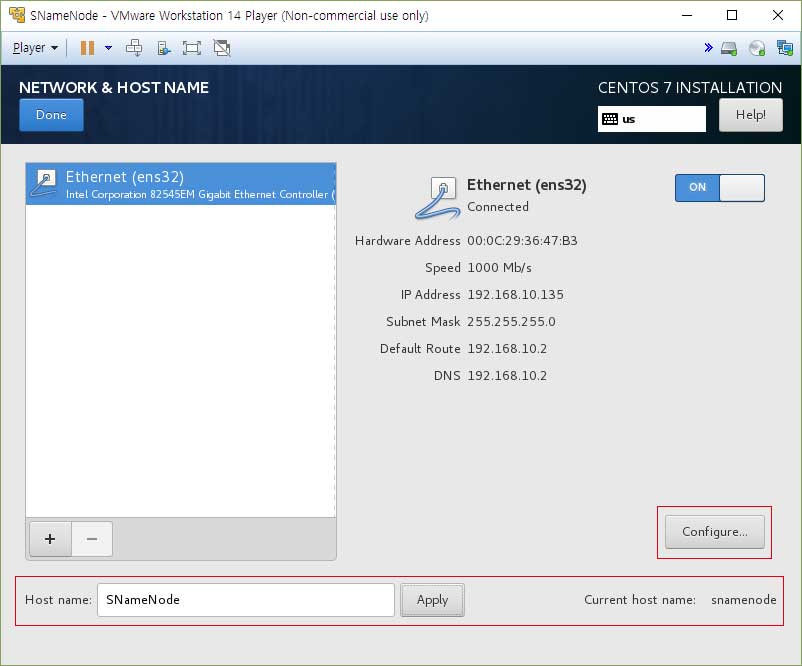 SNameNode - VMware Workstation 14 Player (Non-commercial use only)
Player
NETWORK & HOST NAME
CENTOS 7 INSTALLATION
Done
us
Help!
Ethernet (ens32)
Intel Corporation 82545EM Gigabit Ethernet Controller (
Ethernet (ens32)
Connected
ON
Hardware Address 00:0C:29:36:47:B3
Speed 1000 Mb/s
IP Address 192.168.10.135
Subnet Mask 255.255.255.0
Default Route 192.168.10.2
DNS 192.168.10.2
+ −
Configure...
Host name: SNameNode Apply Current host name: snamenode